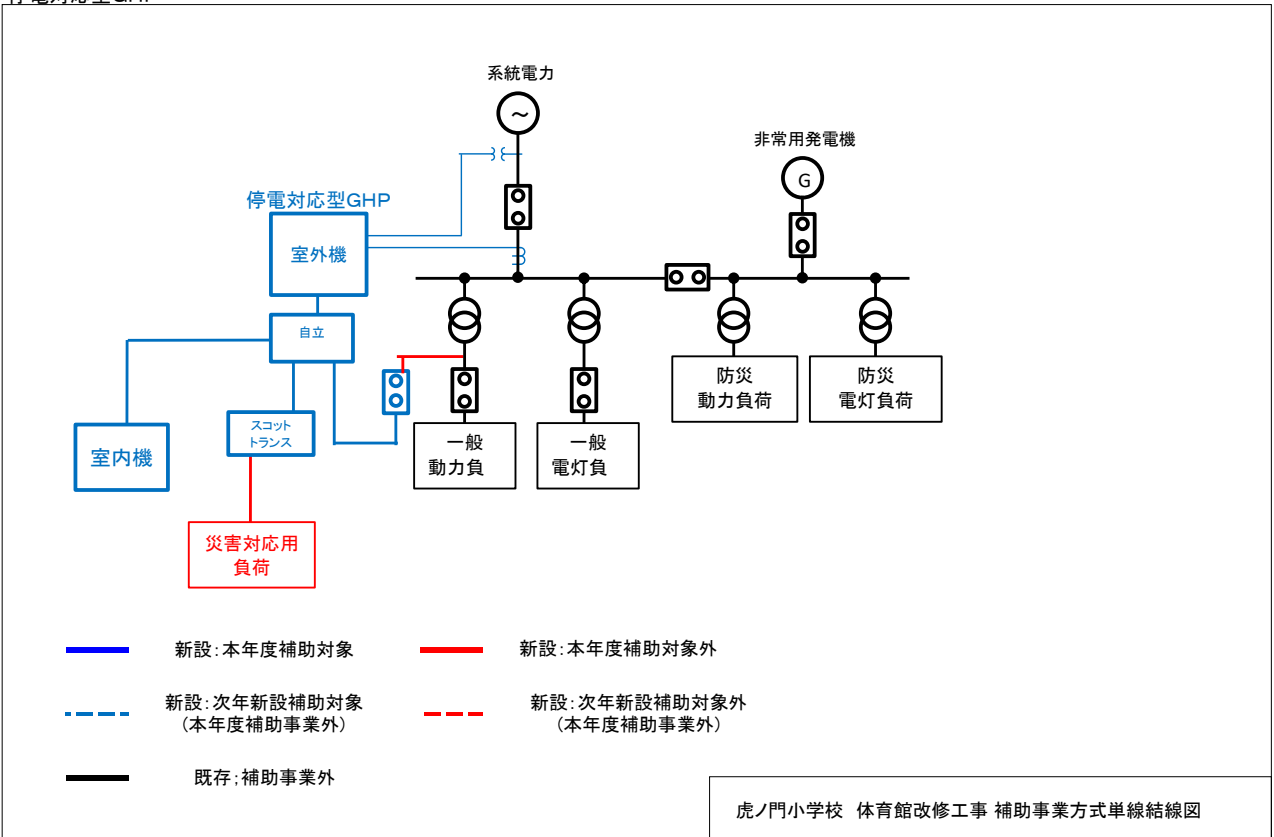 系統電力
～
非常用発電機
G
停電対応型GHP
室外機
自立
スコット
トランス
室内機
災害対応用
負荷
一般
動力負
一般
電灯負
防災
動力負荷
防災
電灯負荷
新設:本年度補助対象
新設:本年度補助対象外
新設:次年新設補助対象
(本年度補助事業外)
新設:次年新設補助対象外
(本年度補助事業外)
既存;補助事業外
虎ノ門小学校 体育館改修工事 補助事業方式単線結線図